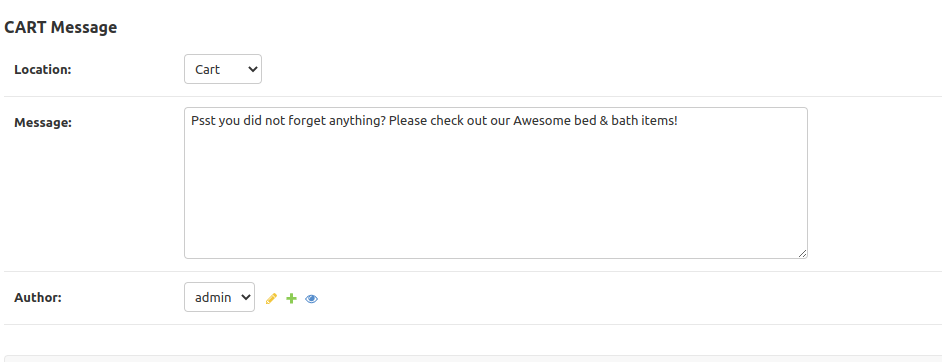 CART Message
Location:
Cart
Message:
Psst you did not forget anything? Please check out our Awesome bed & bath items!
Author:
admin